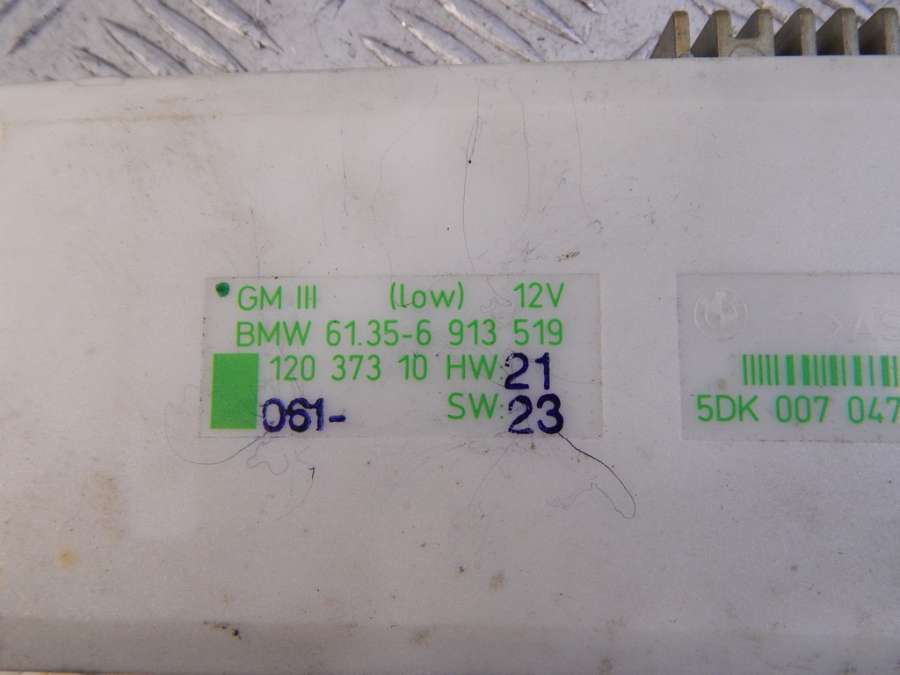 GM III (low) 12V
BMW 61.35-6 913 519
120 373 10 HW: 21
061- SW: 23
5DK 007 047